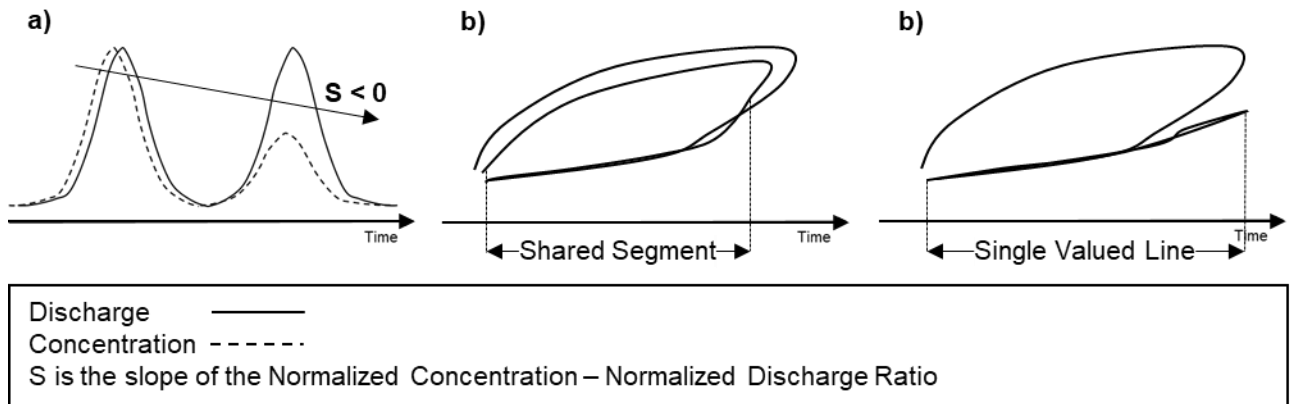 a)
b)
b)
S < 0
Time
Time
Time
Shared Segment
Single Valued Line
Discharge
Concentration
S is the slope of the Normalized Concentration – Normalized Discharge Ratio